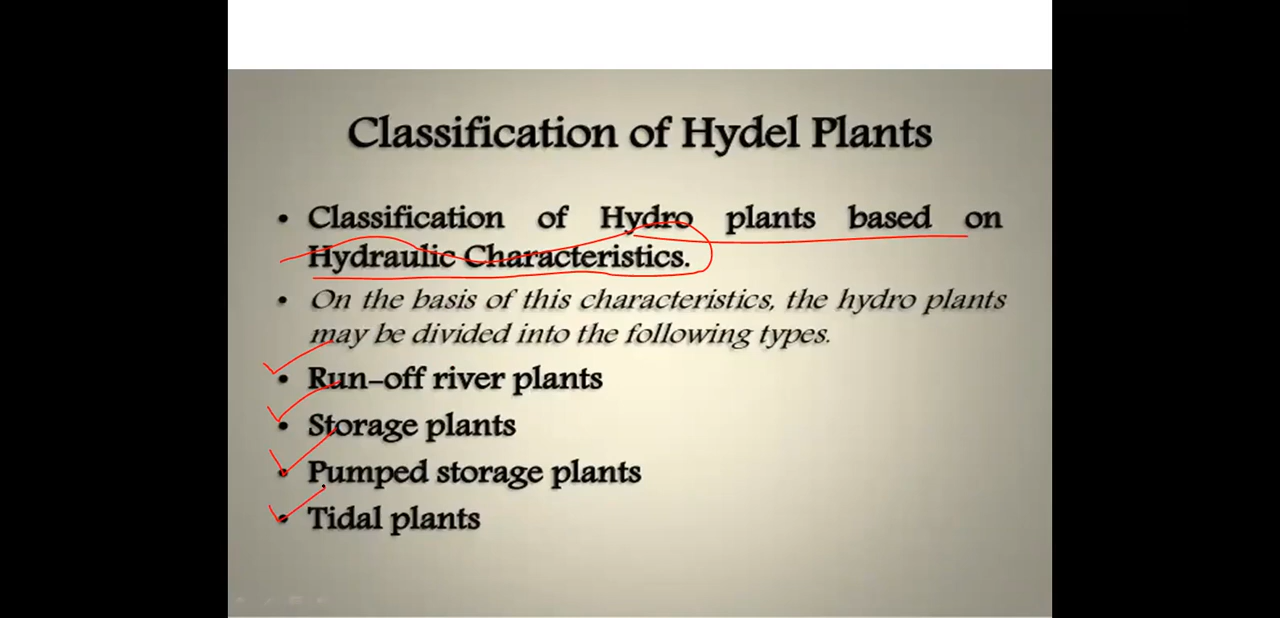 Classification of Hydel Plants
• Classification of Hydro plants based on
Hydraulic Characteristics.
• On the basis of this characteristics, the hydro plants
may be divided into the following types.
• Run-off river plants
• Storage plants
• Pumped storage plants
• Tidal plants